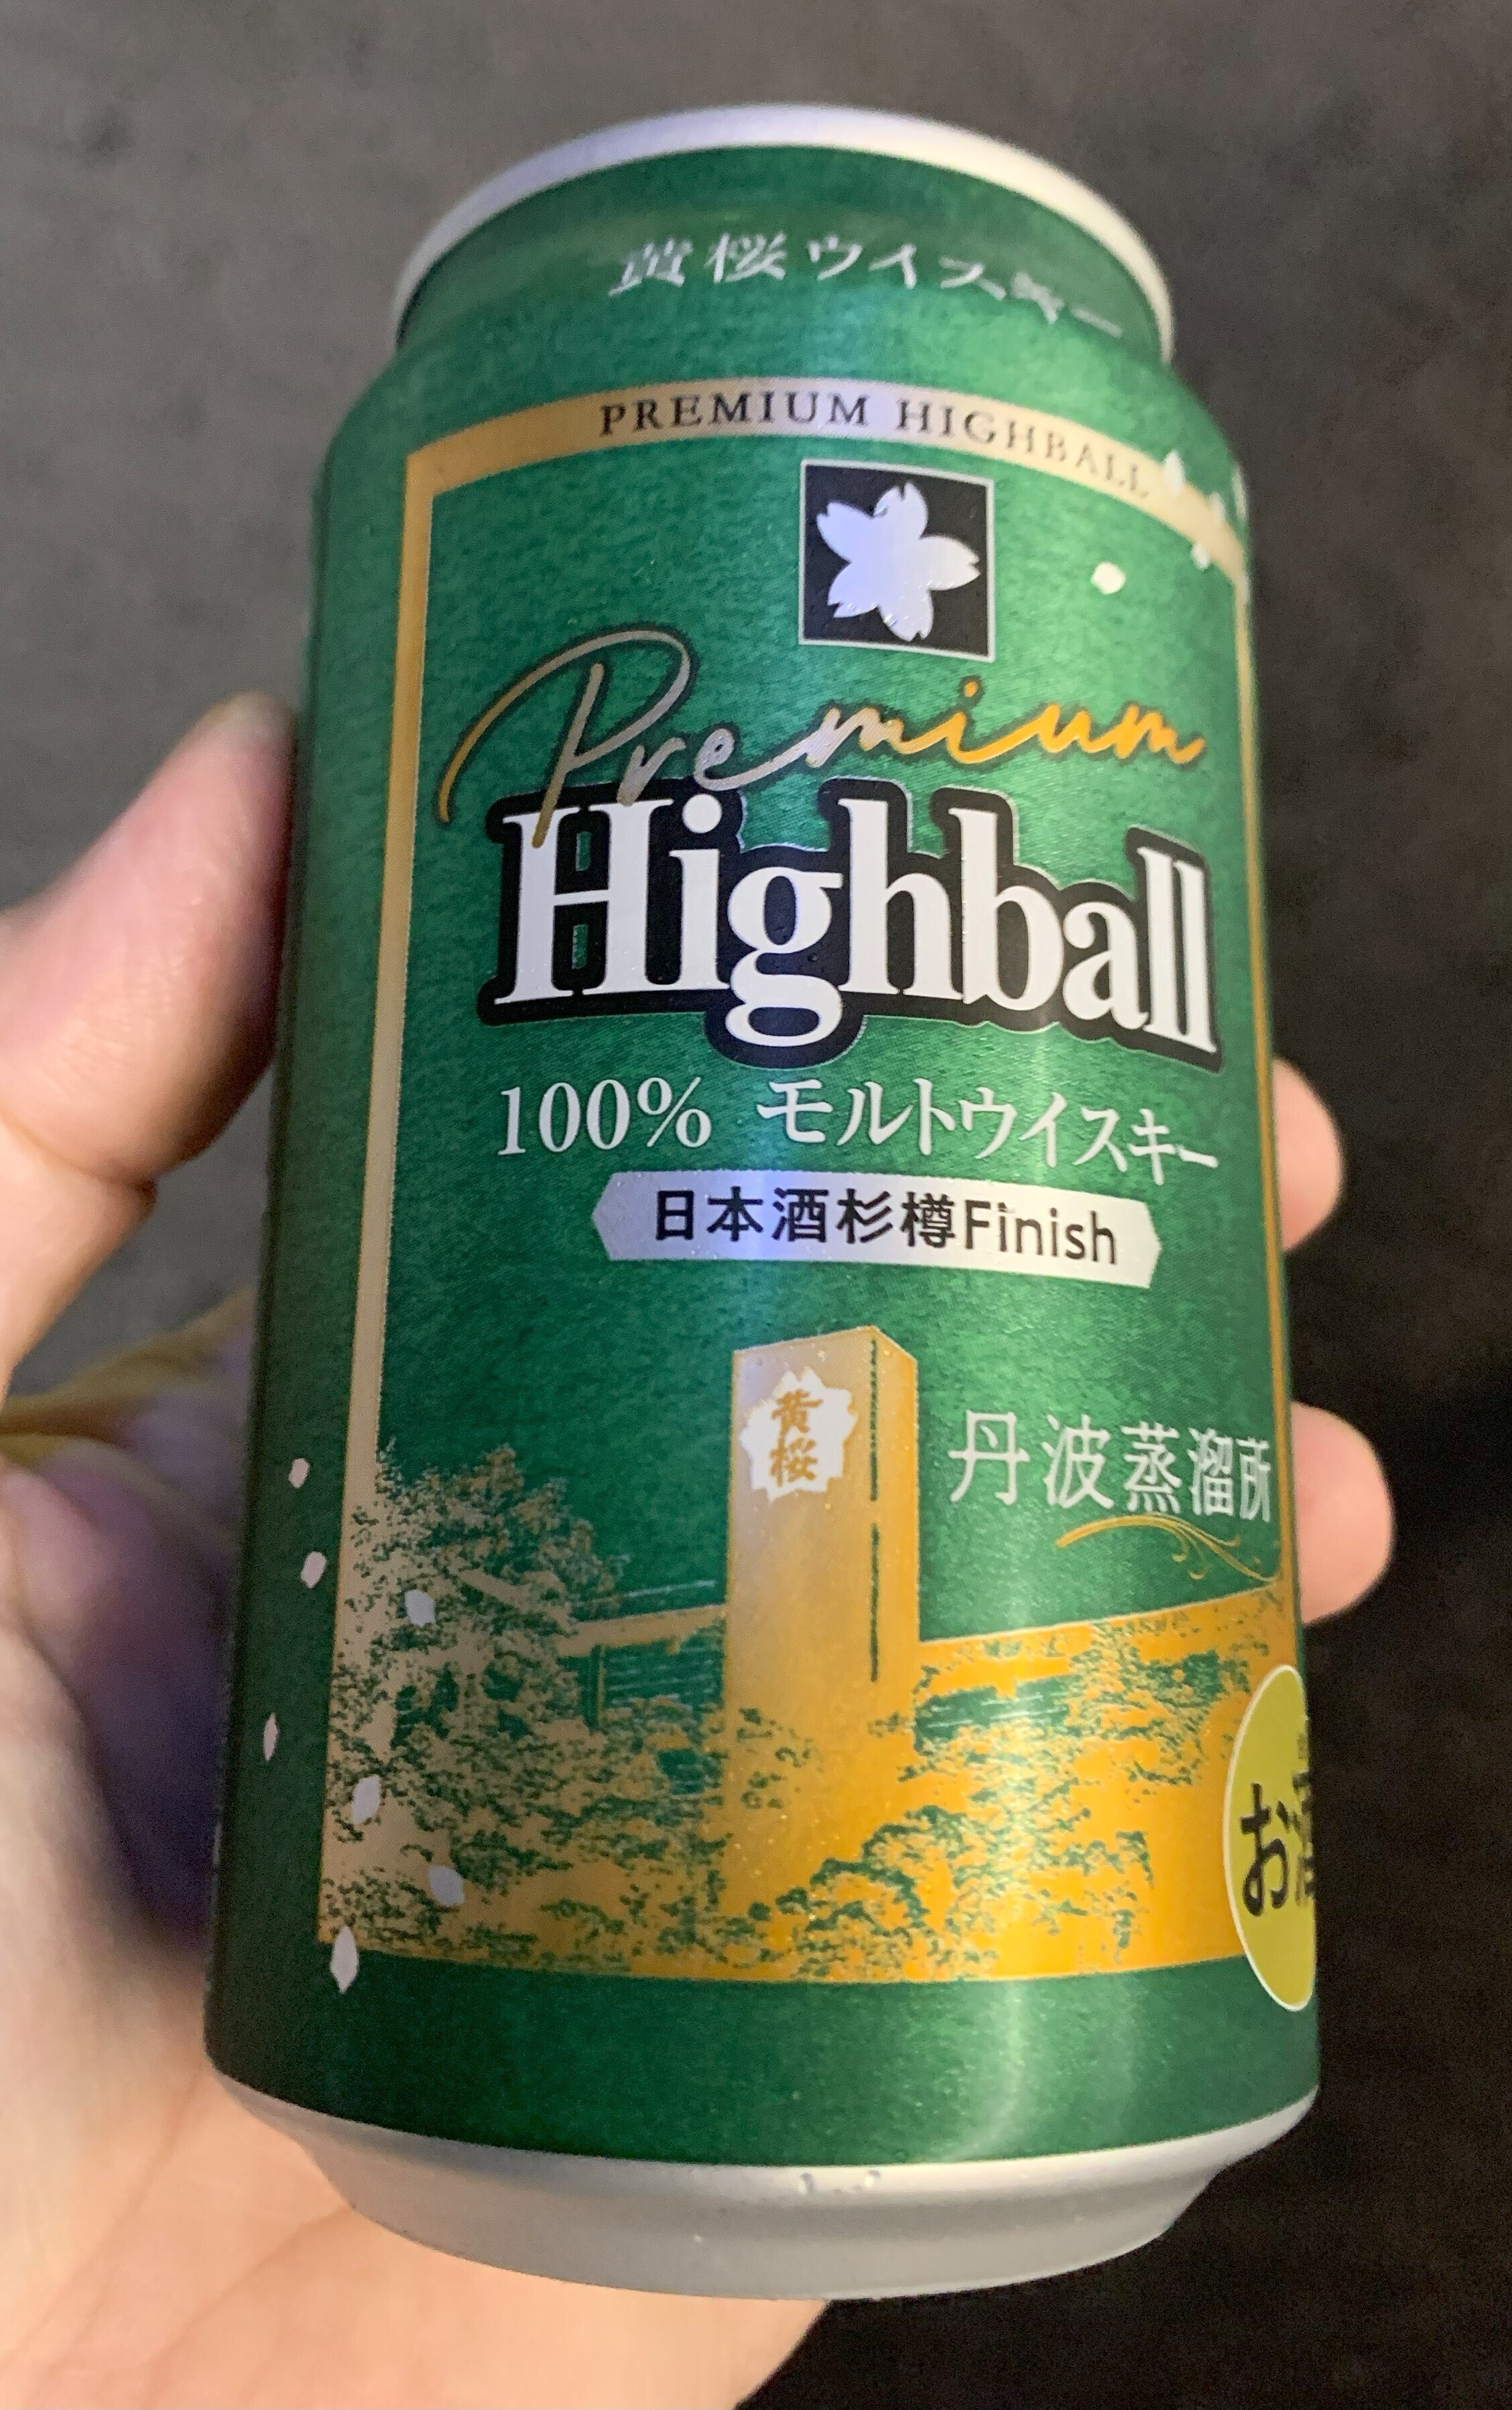 黄桜ウイスキー
PREMIUM HIGHBALL
Premium
Highball
100% モルトウイスキー
日本酒杉樽Finish
黄桜
丹波蒸溜所
お酒